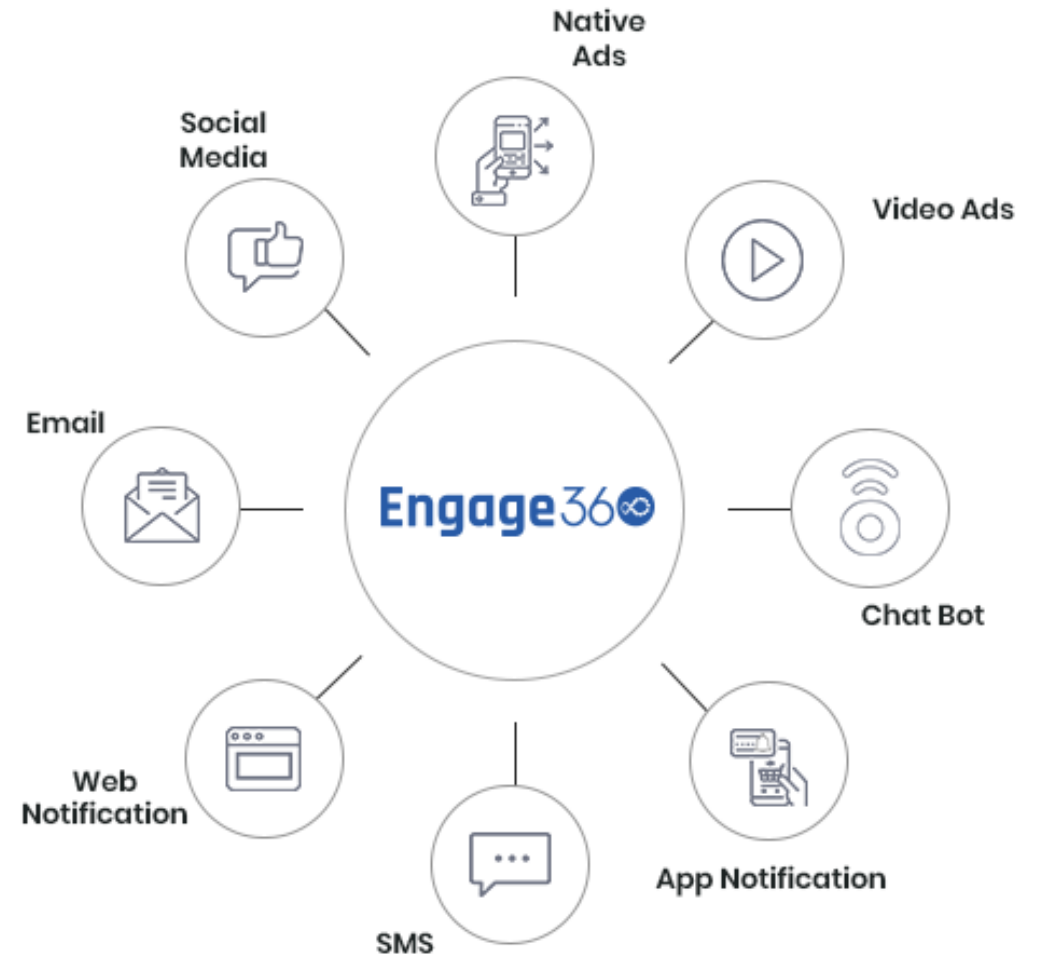 Native
Ads
Social
Media
Video Ads
Email
Engage360
Chat Bot
Web
Notification
App Notification
SMS